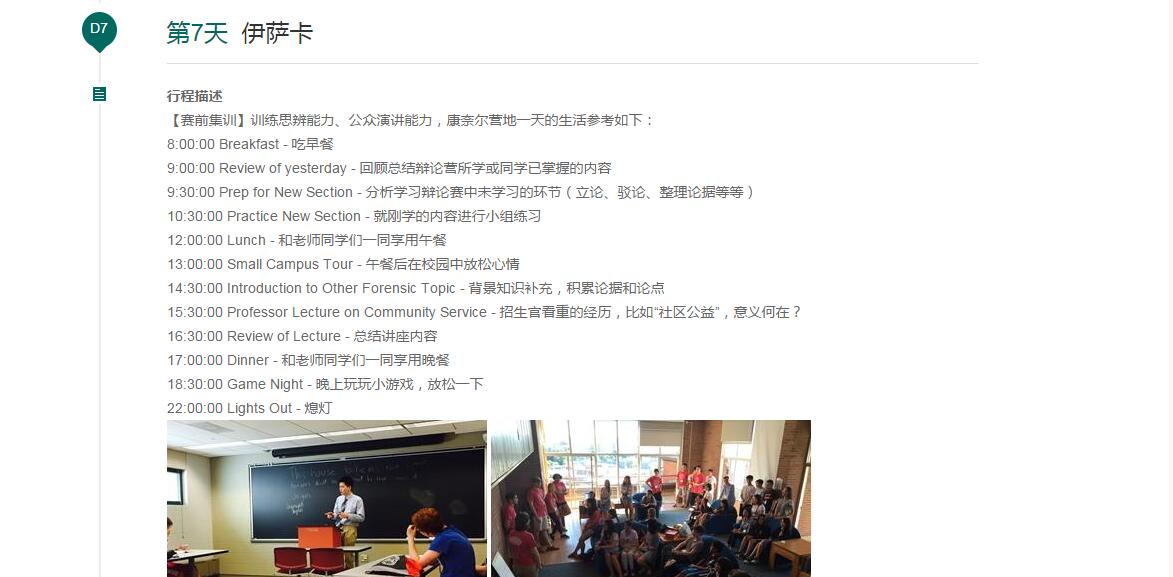 D7
第7天 伊萨卡
行程描述
【赛前集训】训练思辨能力、公众演讲能力，康奈尔营地一天的生活参考如下：
8:00:00 Breakfast - 吃早餐
9:00:00 Review of yesterday - 回顾总结辩论营所学或同学已掌握的内容
9:30:00 Prep for New Section - 分析学习辩论赛中未学习的环节（立论、驳论、整理论据等等）
10:30:00 Practice New Section - 就刚学的内容进行小组练习
12:00:00 Lunch - 和老师同学们一同享用午餐
13:00:00 Small Campus Tour - 午餐后在校园中放松心情
14:30:00 Introduction to Other Forensic Topic - 背景知识补充，积累论据和论点
15:30:00 Professor Lecture on Community Service - 招生官看重的经历，比如“社区公益”，意义何在？
16:30:00 Review of Lecture - 总结讲座内容
17:00:00 Dinner - 和老师同学们一同享用晚餐
18:30:00 Game Night - 晚上玩玩小游戏，放松一下
22:00:00 Lights Out - 熄灯
This house